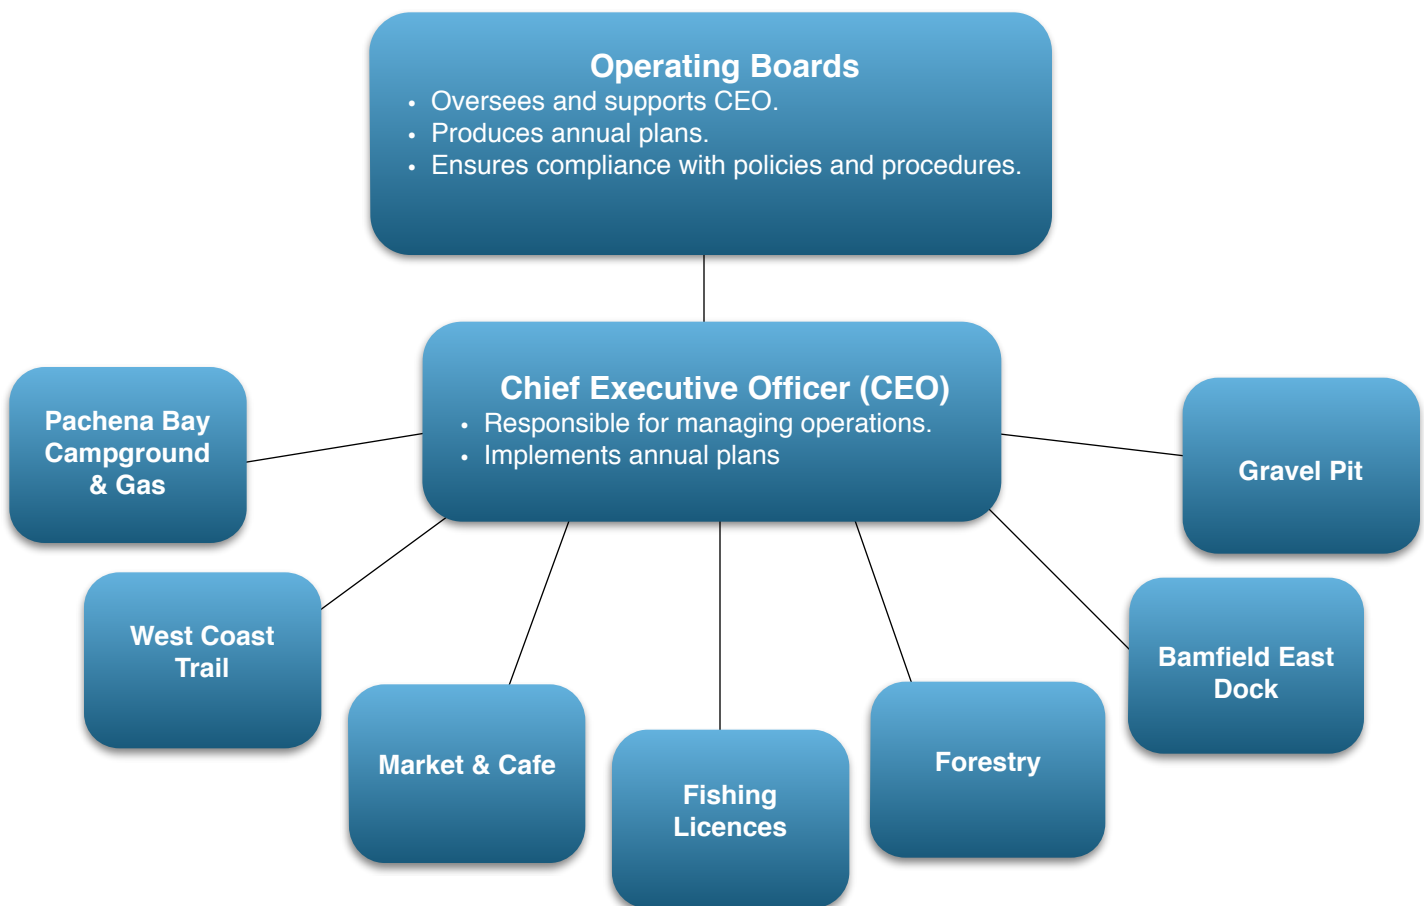 Operating Boards
• Oversees and supports CEO.
• Produces annual plans.
• Ensures compliance with policies and procedures.
Chief Executive Officer (CEO)
• Responsible for managing operations.
• Implements annual plans
Pachena Bay
Campground
& Gas
West Coast
Trail
Market & Cafe
Fishing
Licences
Forestry
Bamfield East
Dock
Gravel Pit